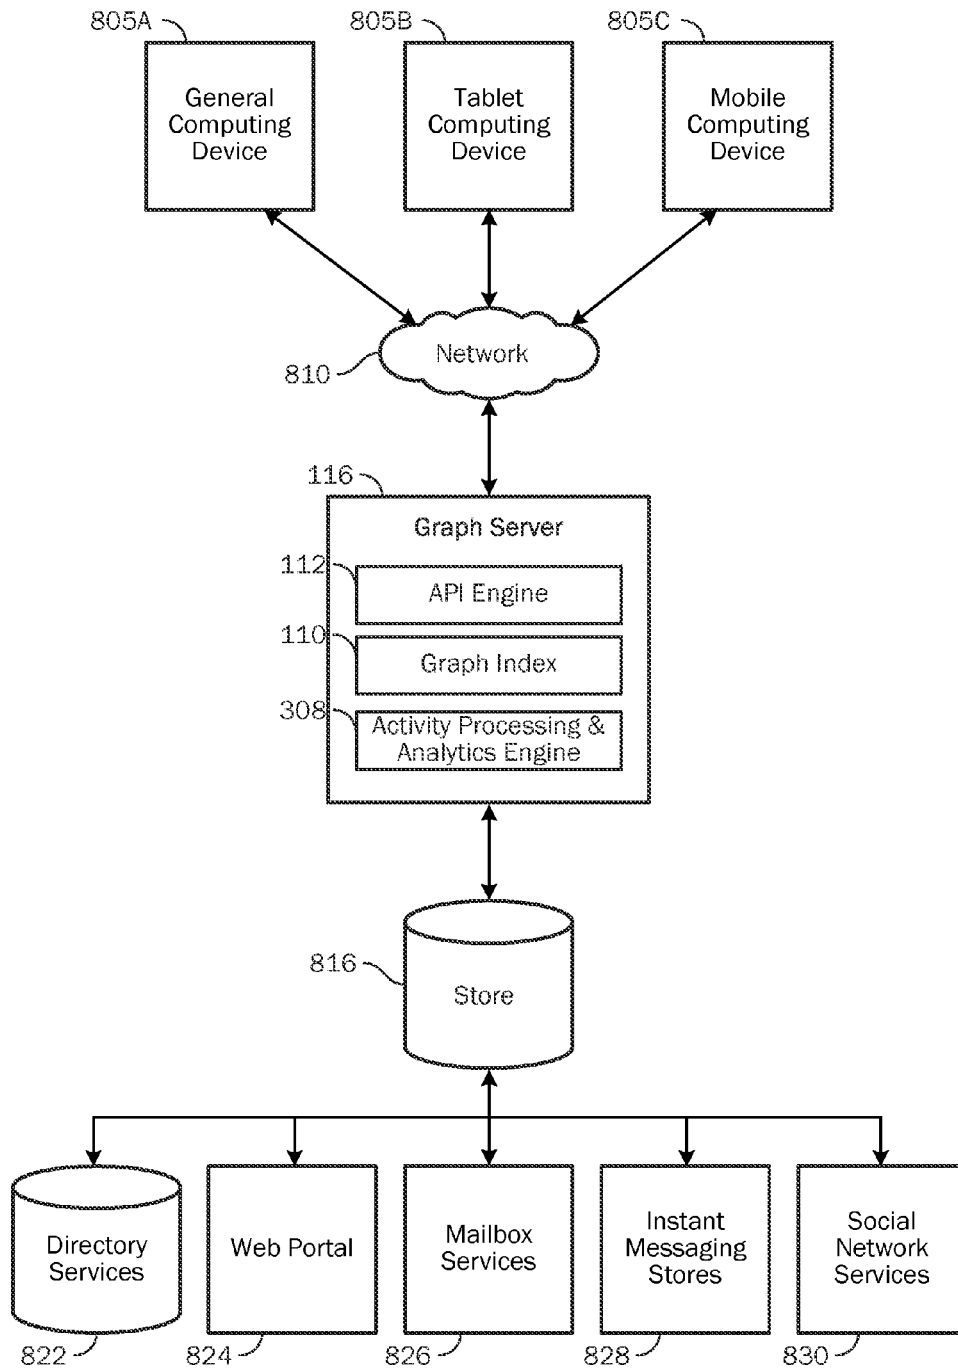 805A
805B
805C
General
Computing
Device
Tablet
Computing
Device
Mobile
Computing
Device
Network
810
116
Graph Server
112
API Engine
110
Graph Index
308
Activity Processing &
Analytics Engine
816
Store
Directory
Services
Web Portal
Mailbox
Services
Instant
Messaging
Stores
Social
Network
Services
822
824
826
828
830